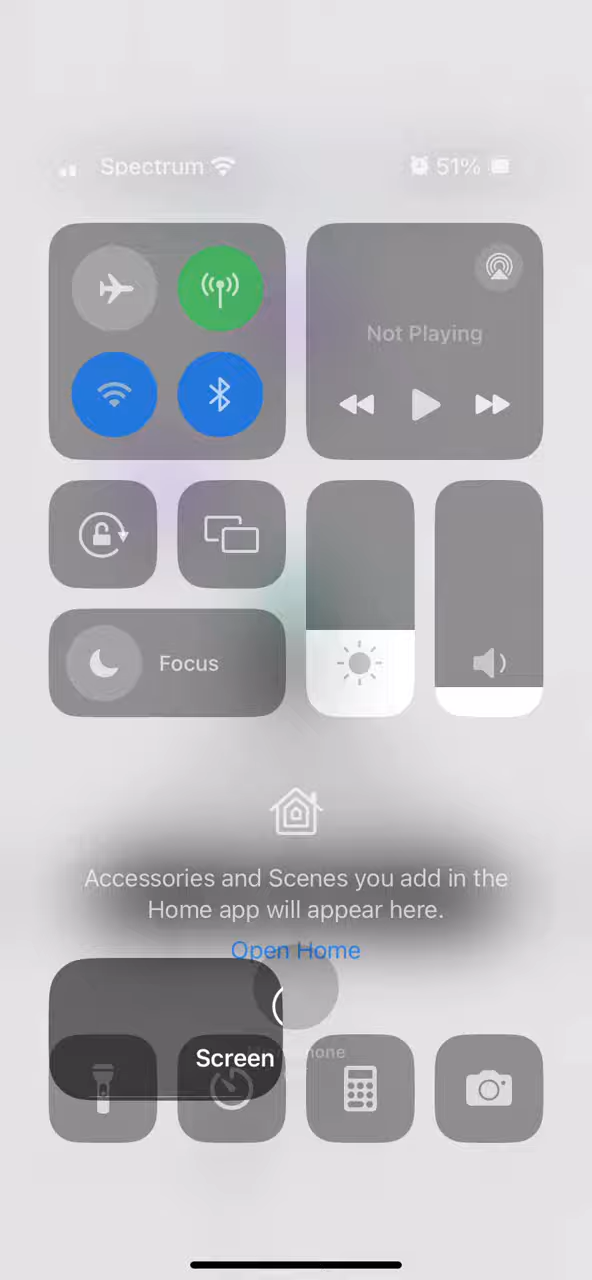 Spectrum 51%
Not Playing
Focus
Accessories and Scenes you add in the
Home app will appear here.
Open Home
Screen